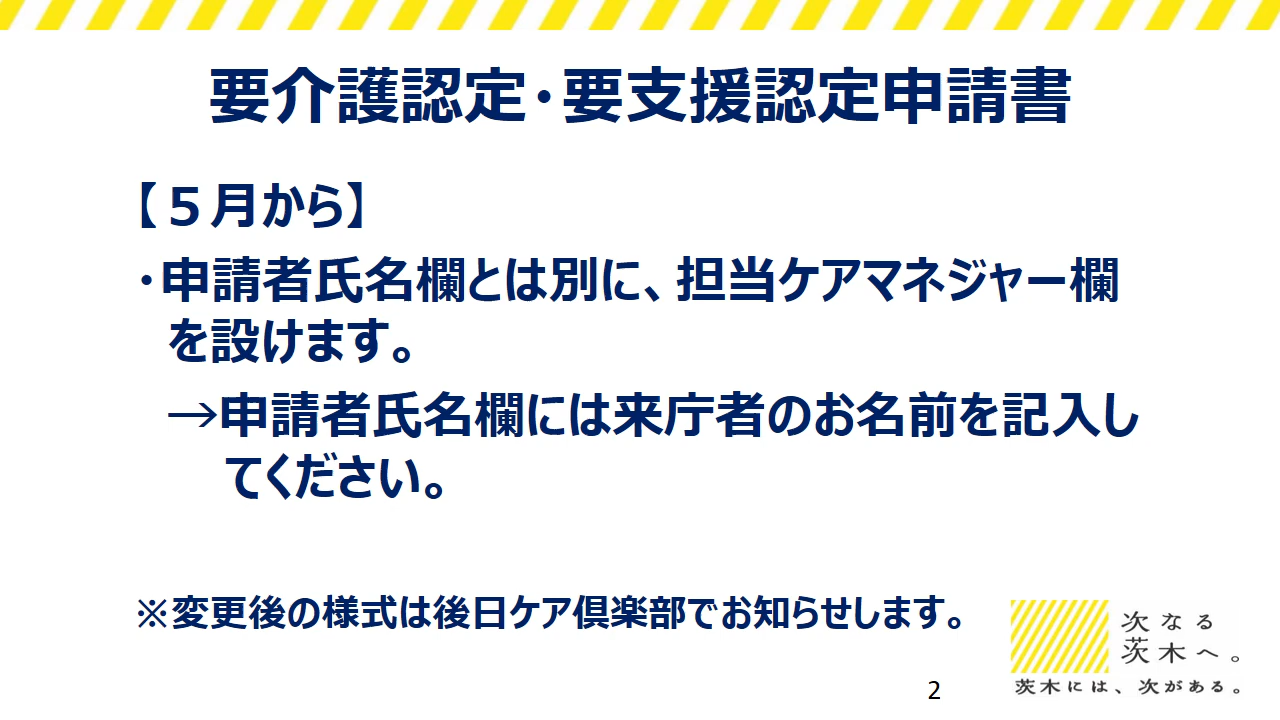 要介護認定・要支援認定申請書
【５月から】
・申請者氏名欄とは別に、担当ケアマネジャー欄
を設けます。
→申請者氏名欄には来庁者のお名前を記入し
てください。
※変更後の様式は後日ケア倶楽部でお知らせします。
次なる
茨木へ。
茨木には、次がある。
2